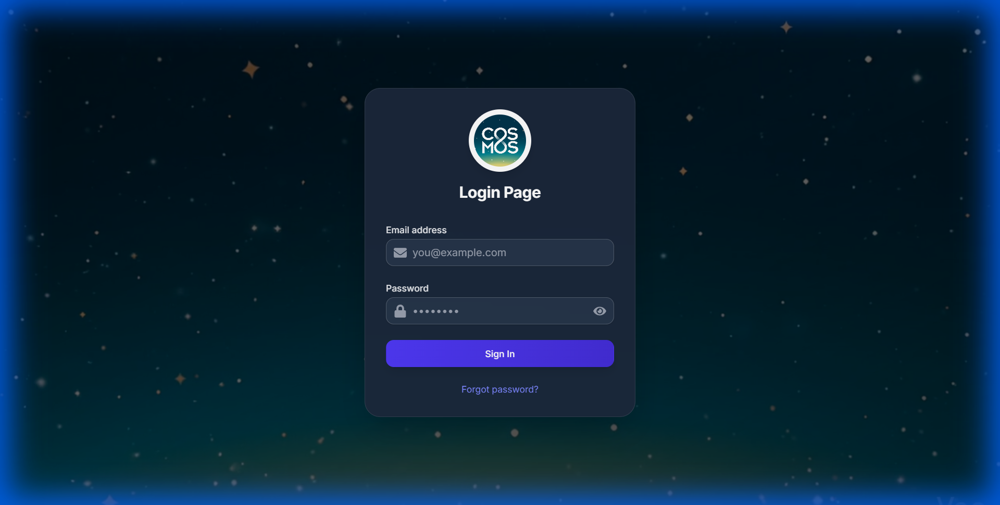 COS
MOS
Login Page
Email address
you@example.com
Password
••••••••
Sign In
Forgot password?